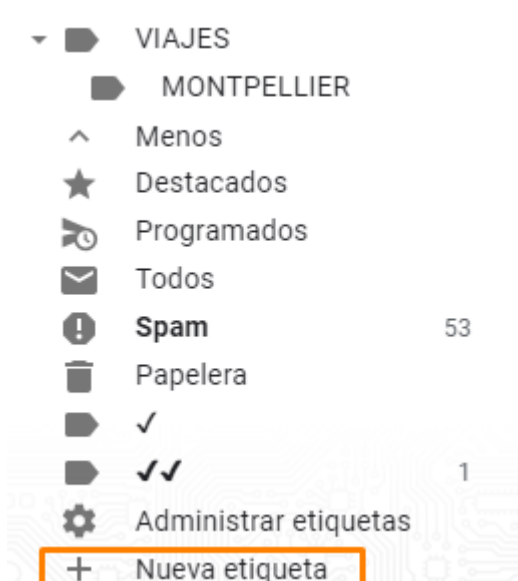 VIAJES
MONTPELLIER
Menos
Destacados
Programados
Todos
Spam 53
Papelera
✓
✓✓ 1
Administrar etiquetas
Nueva etiqueta